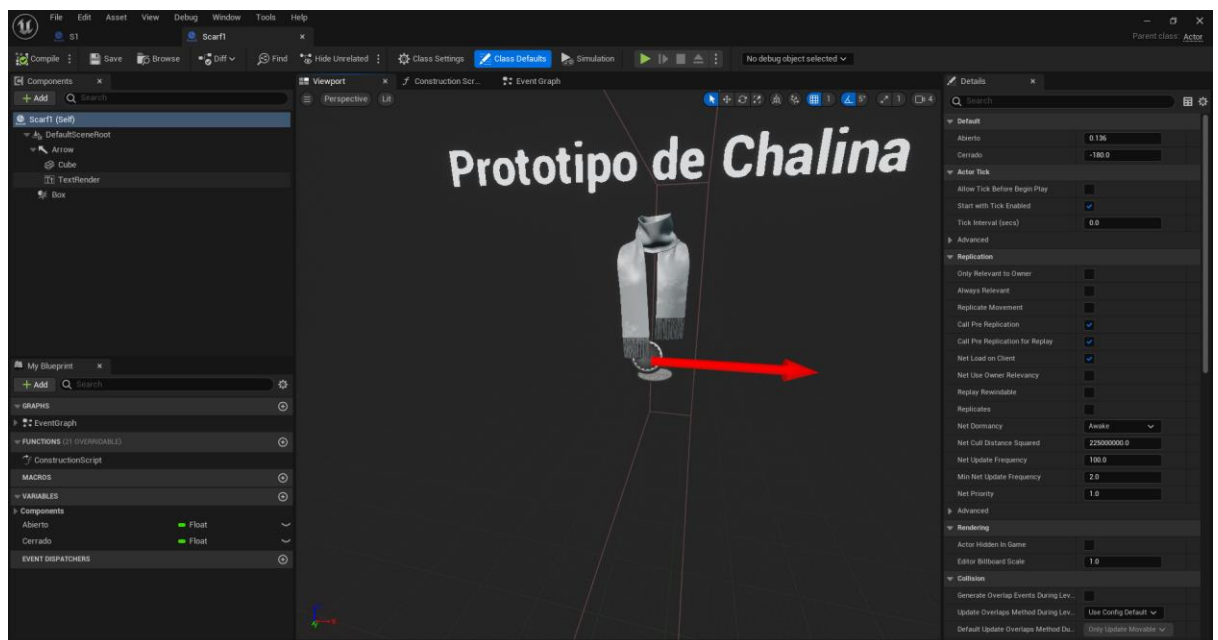 File Edit Asset View Debug Window Tools Help
S1
Scarf1
Parent class: Actor
Compile
Save
Browse
Diff
Find
Hide Unrelated
Class Settings
Class Defaults
Simulation
No debug object selected
Components
Add
Search
Scarf1 (Self)
DefaultSceneRoot
Arrow
Cube
TextRender
Box
My Blueprint
Add
Search
GRAPHS
EventGraph
FUNCTIONS (21 OVERRIDABLE)
ConstructionScript
MACROS
VARIABLES
Components
Abierto Float
Cerrado Float
EVENT DISPATCHERS
Viewport
Construction Scr...
Event Graph
Perspective Lit
1
5°
1
4
Prototipo de Chalina
Details
Search
Default
Abierto 0.136
Cerrado -180.0
Actor Tick
Allow Tick Before Begin Play
Start with Tick Enabled
Tick Interval (secs) 0.0
Advanced
Replication
Only Relevant to Owner
Always Relevant
Replicate Movement
Call Pre Replication
Call Pre Replication for Replay
Net Load on Client
Net Use Owner Relevancy
Replay Rewindable
Replicates
Net Dormancy Awake
Net Cull Distance Squared 225000000.0
Net Update Frequency 100.0
Min Net Update Frequency 2.0
Net Priority 1.0
Advanced
Rendering
Actor Hidden In Game
Editor Billboard Scale 1.0
Collision
Generate Overlap Events During Lev...
Update Overlaps Method During Lev... Use Config Default
Default Update Overlaps Method Du... Only Update Movable